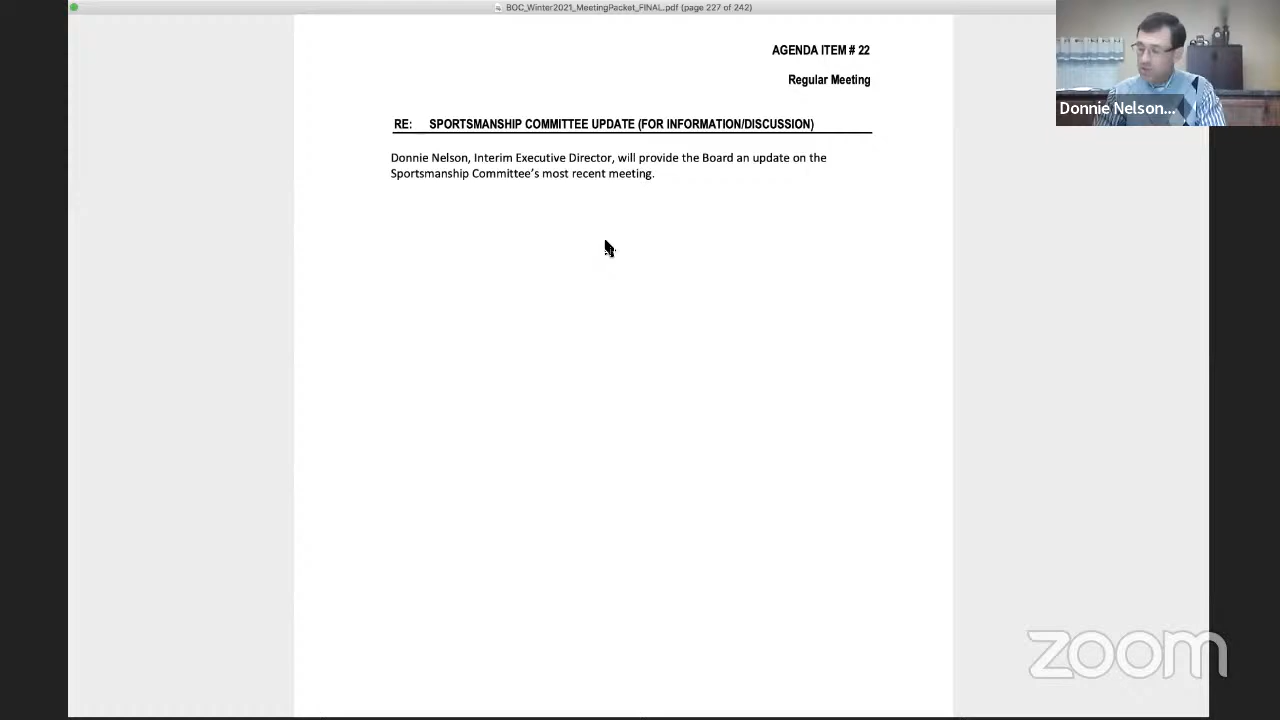 BOC_Winter2021_MeetingPacket_FINAL.pdf (page 227 of 242)
AGENDA ITEM # 22
Regular Meeting
Donnie Nelson...
RE: SPORTSMANSHIP COMMITTEE UPDATE (FOR INFORMATION/DISCUSSION)
Donnie Nelson, Interim Executive Director, will provide the Board an update on the
Sportsmanship Committee's most recent meeting.
zoom